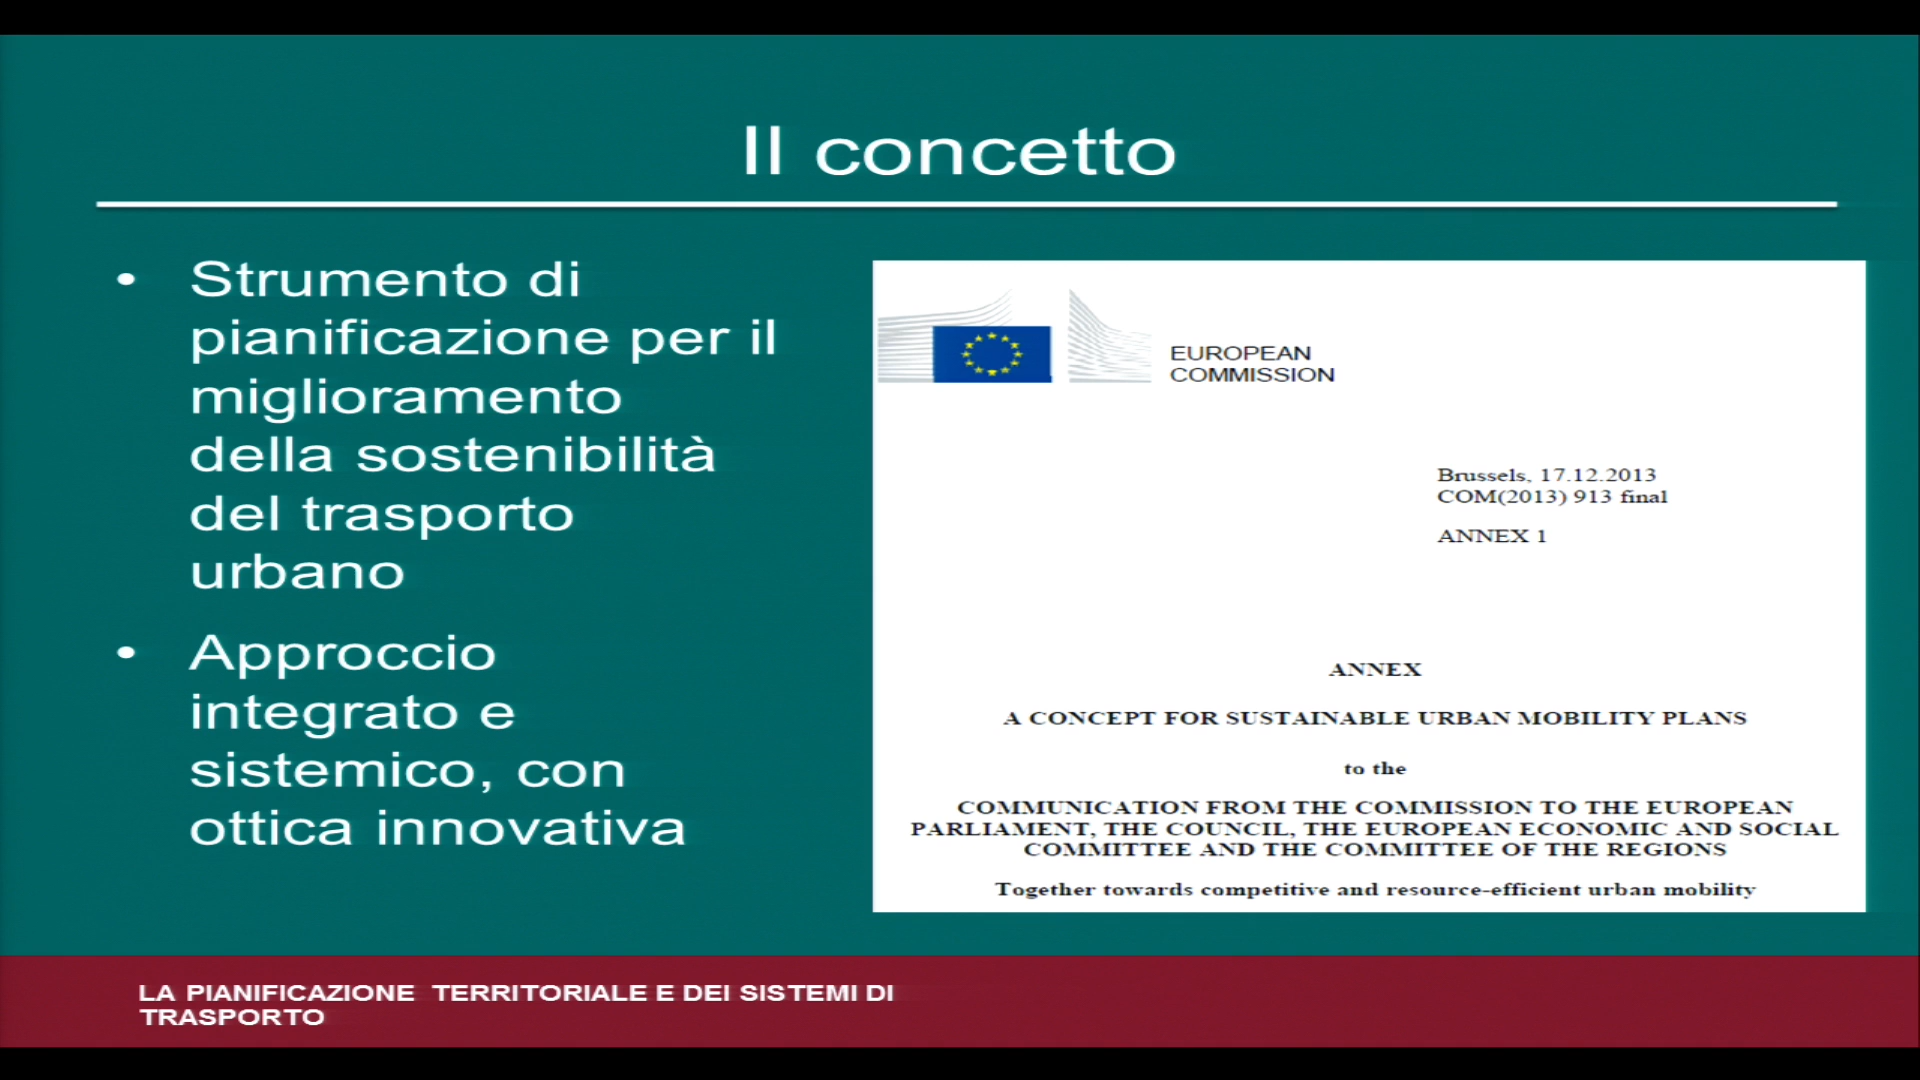 Il concetto
• Strumento di
pianificazione per il
miglioramento
della sostenibilità
del trasporto
urbano
• Approccio
integrato e
sistemico, con
ottica innovativa
EUROPEAN
COMMISSION
Brussels, 17.12.2013
COM(2013) 913 final
ANNEX 1
ANNEX
A CONCEPT FOR SUSTAINABLE URBAN MOBILITY PLANS
to the
COMMUNICATION FROM THE COMMISSION TO THE EUROPEAN
PARLIAMENT, THE COUNCIL, THE EUROPEAN ECONOMIC AND SOCIAL
COMMITTEE AND THE COMMITTEE OF THE REGIONS
Together towards competitive and resource-efficient urban mobility
LA PIANIFICAZIONE TERRITORIALE E DEI SISTEMI DI
TRASPORTO